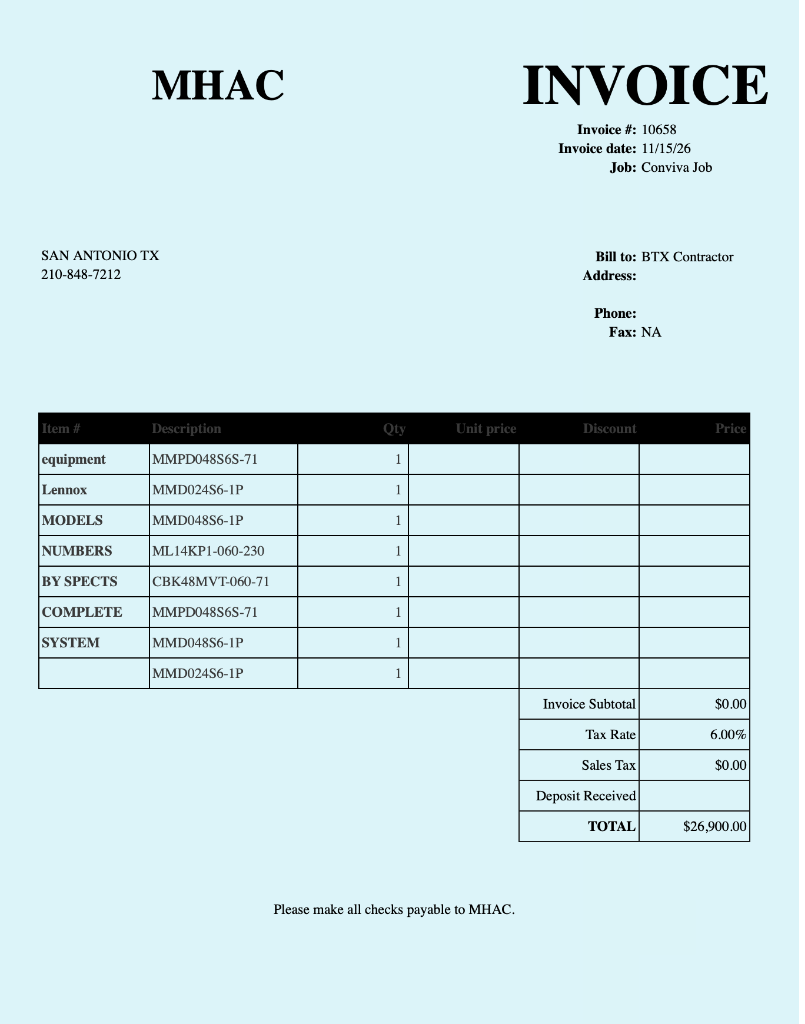 MHAC
INVOICE
Invoice #: 10658
Invoice date: 11/15/26
Job: Conviva Job
SAN ANTONIO TX
210-848-7212
Bill to: BTX Contractor
Address:
Phone:
Fax: NA
Item # Description Qty Unit price Discount Price
equipment MMPD048S6S-71 1
Lennox MMD024S6-1P 1
MODELS MMD048S6-1P 1
NUMBERS ML14KP1-060-230 1
BY SPECTS CBK48MVT-060-71 1
COMPLETE MMPD048S6S-71 1
SYSTEM MMD048S6-1P 1
MMD024S6-1P 1
Invoice Subtotal $0.00
Tax Rate 6.00%
Sales Tax $0.00
Deposit Received
TOTAL $26,900.00
Please make all checks payable to MHAC.